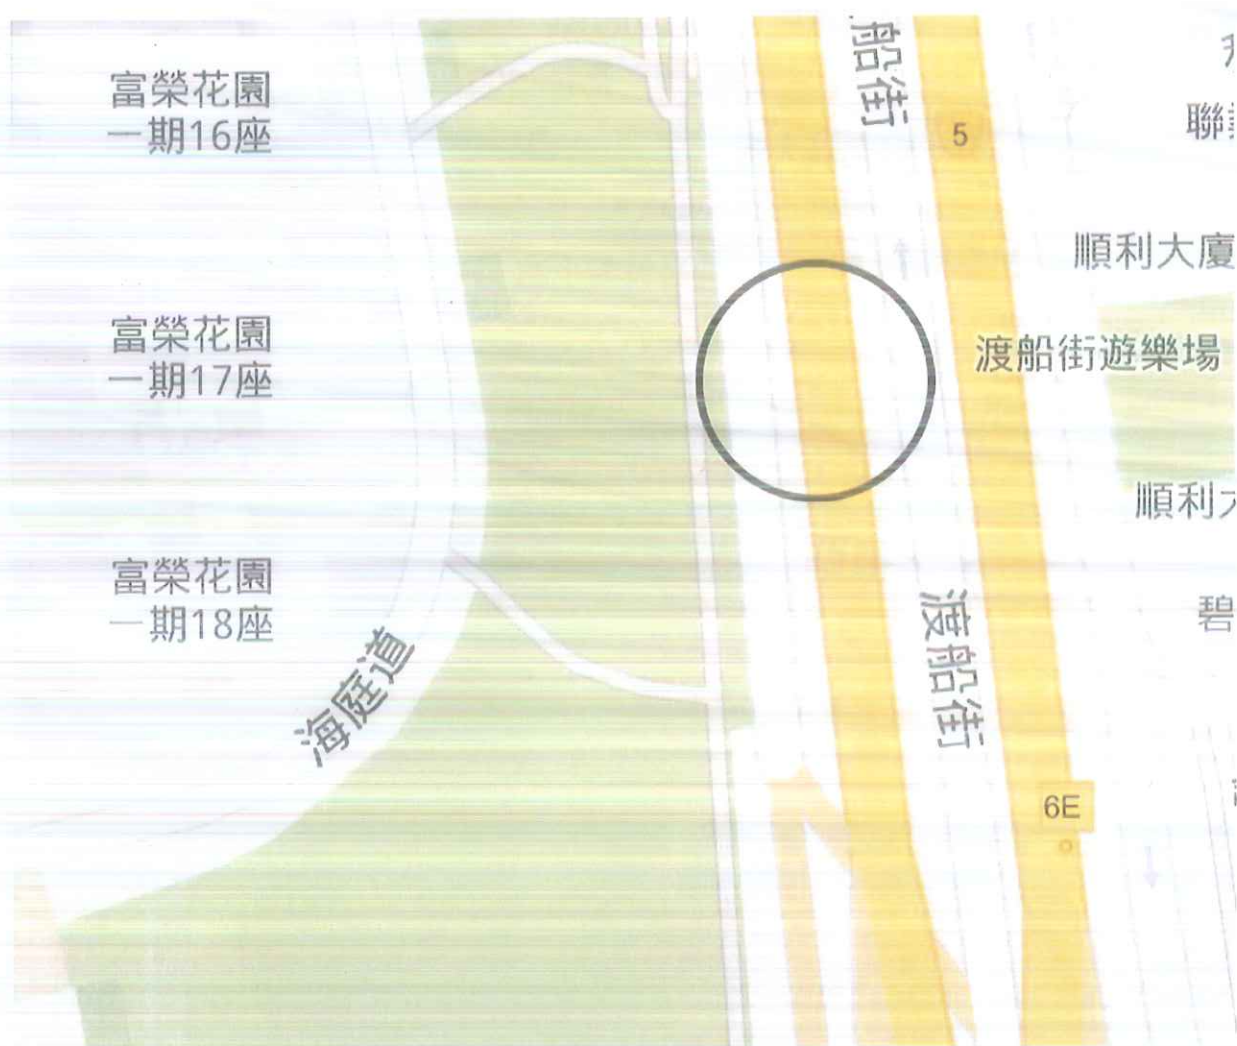 富榮花園
一期16座
船街
5
聯
順利大廈
富榮花園
一期17座
渡船街遊樂場
順利
富榮花園
一期18座
渡船街
碧
海庭道
6E